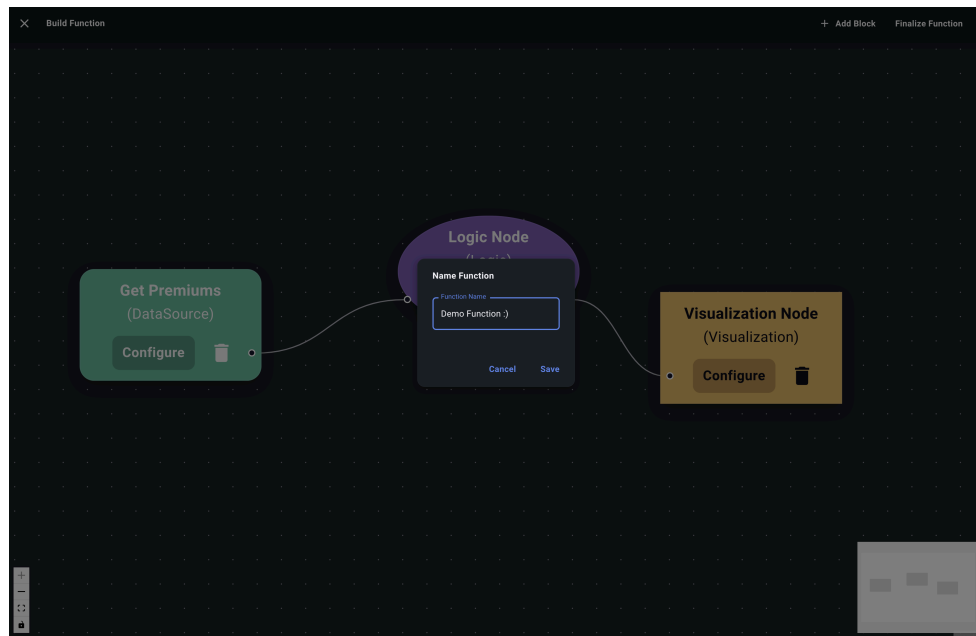 Build Function
+ Add Block
Finalize Function
Logic Node
(Logic)
Name Function
Function Name
Demo Function :)
Cancel
Save
Get Premiums
(DataSource)
Configure
Visualization Node
(Visualization)
Configure